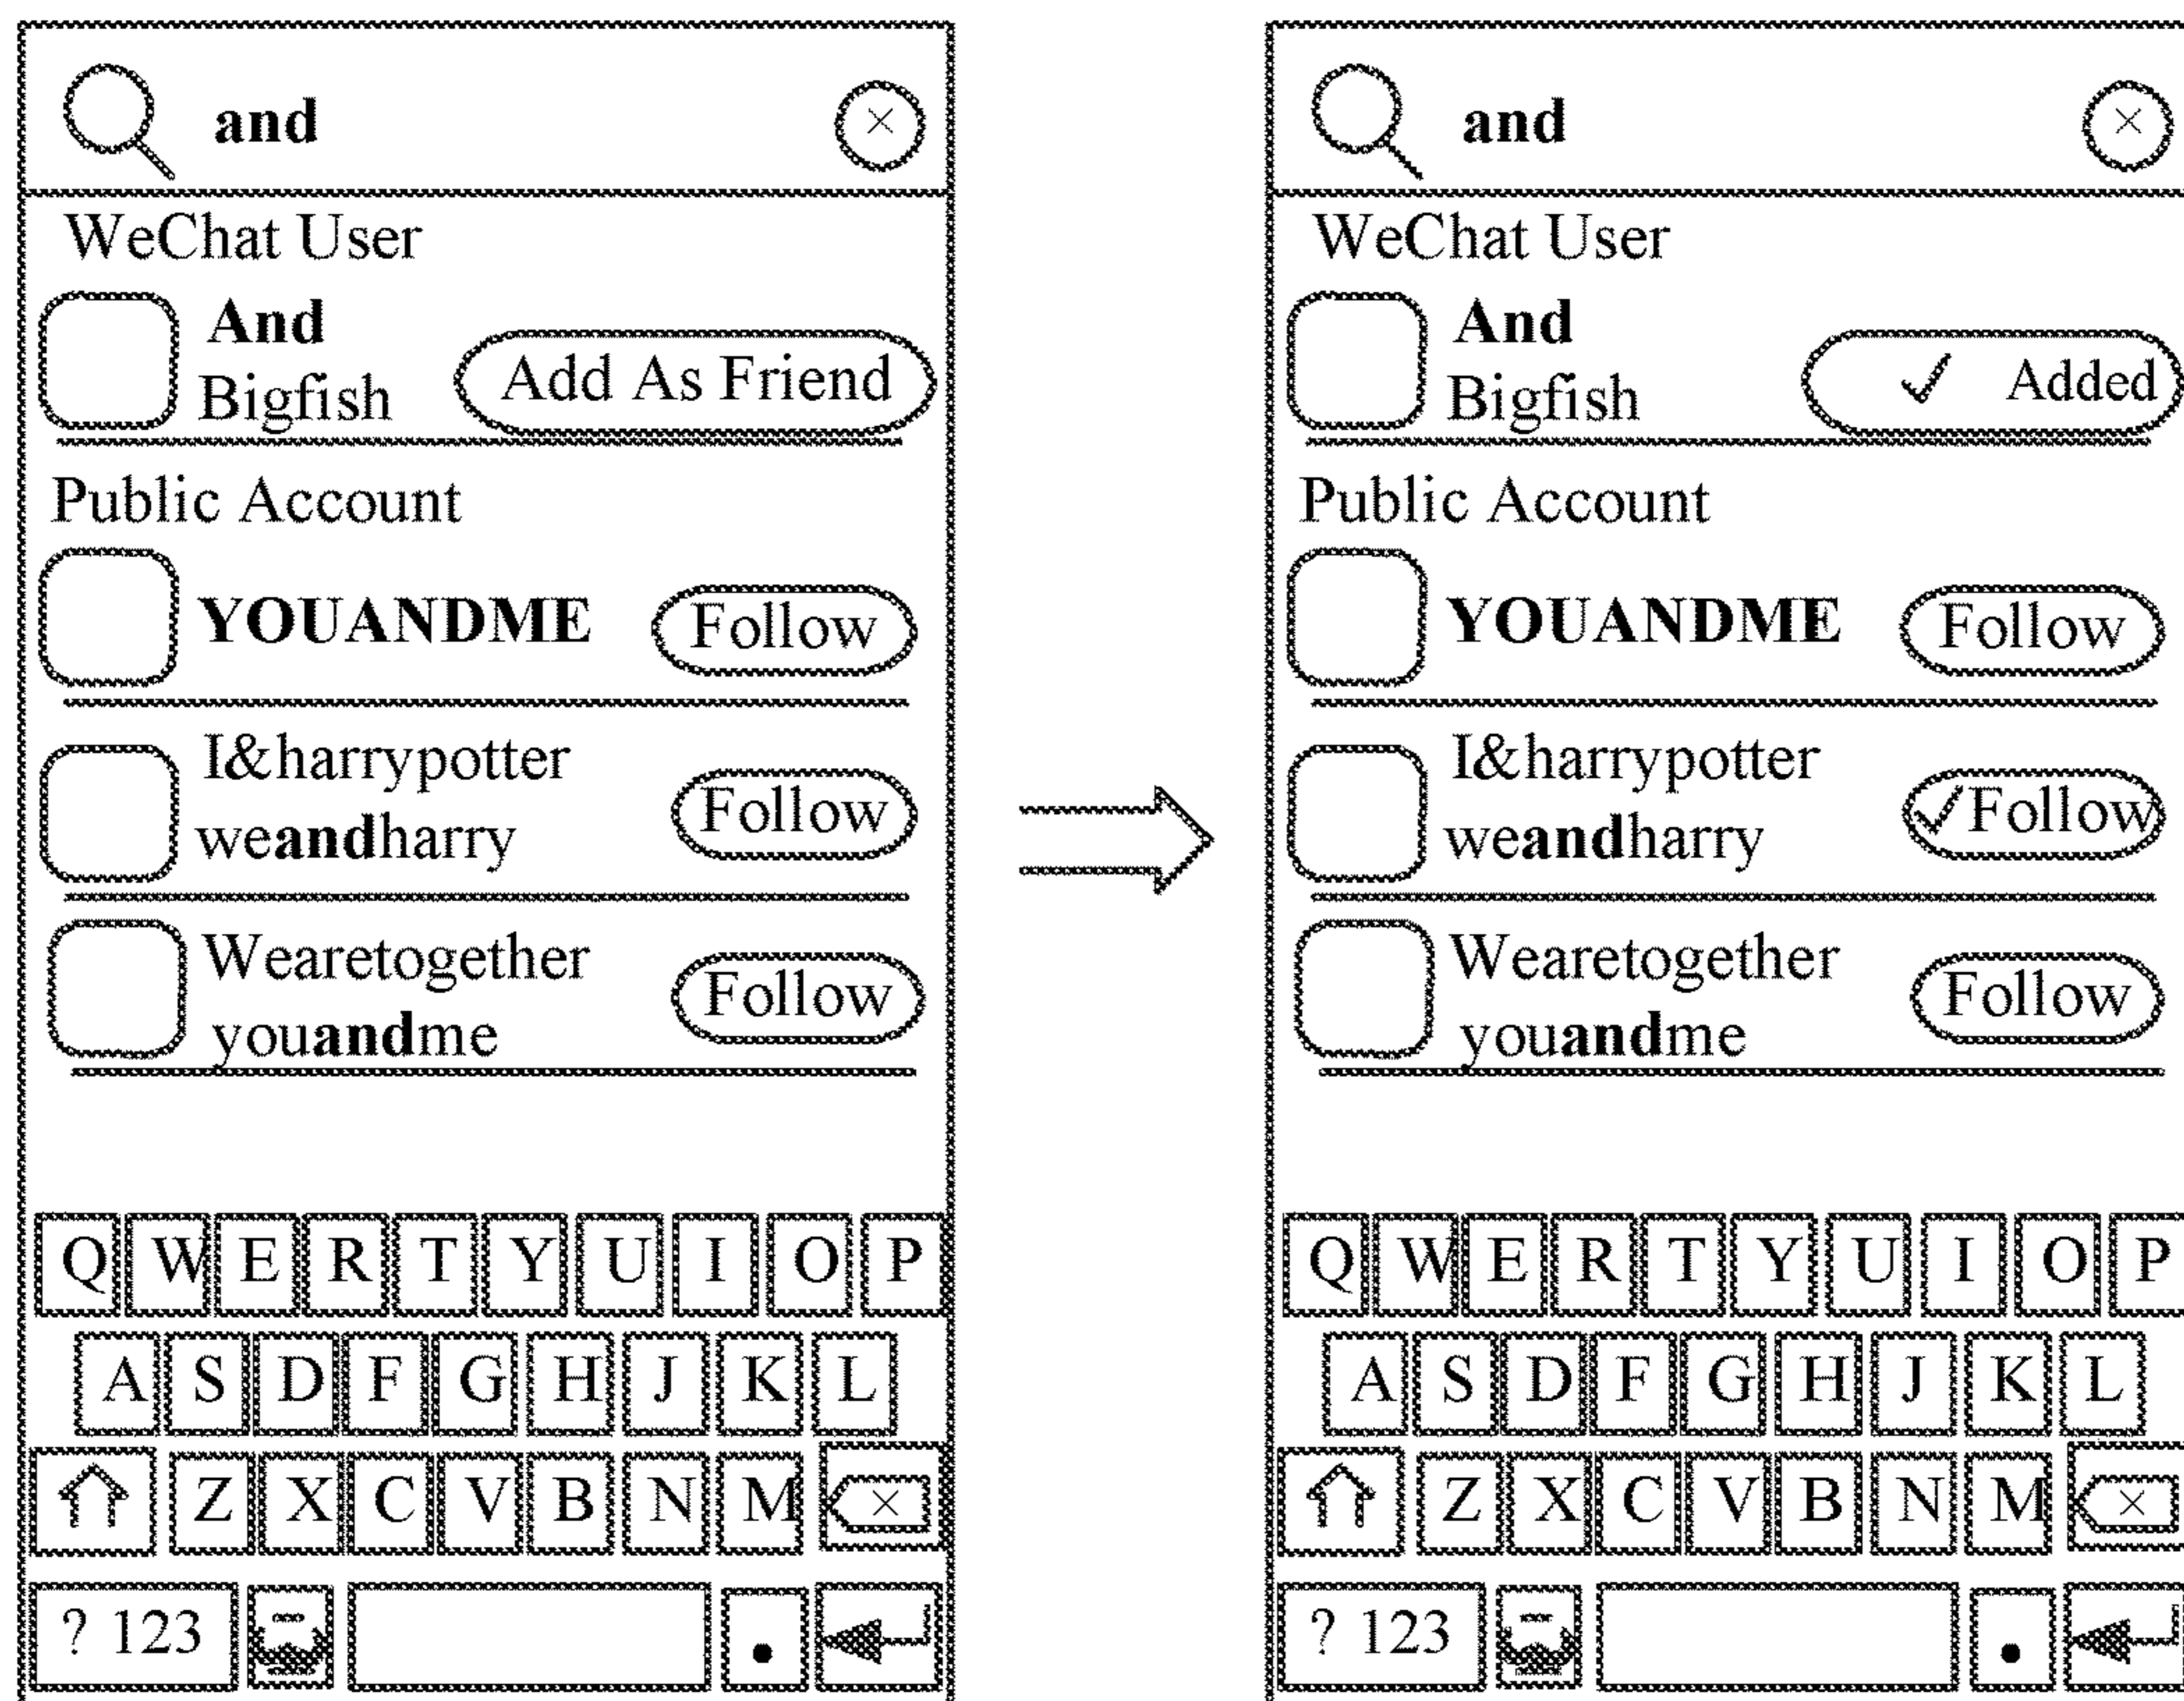 and
WeChat User
And
Bigfish
Add As Friend
Public Account
YOUANDME
Follow
I&harrypotter
weandharry
Follow
Wearetogether
youandme
Follow
Q W E R T Y U I O P
A S D F G H J K L
Z X C V B N M
? 123 .
and
WeChat User
And
Bigfish
✓ Added
Public Account
YOUANDME
Follow
I&harrypotter
weandharry
✓Follow
Wearetogether
youandme
Follow
Q W E R T Y U I O P
A S D F G H J K L
Z X C V B N M
? 123 .